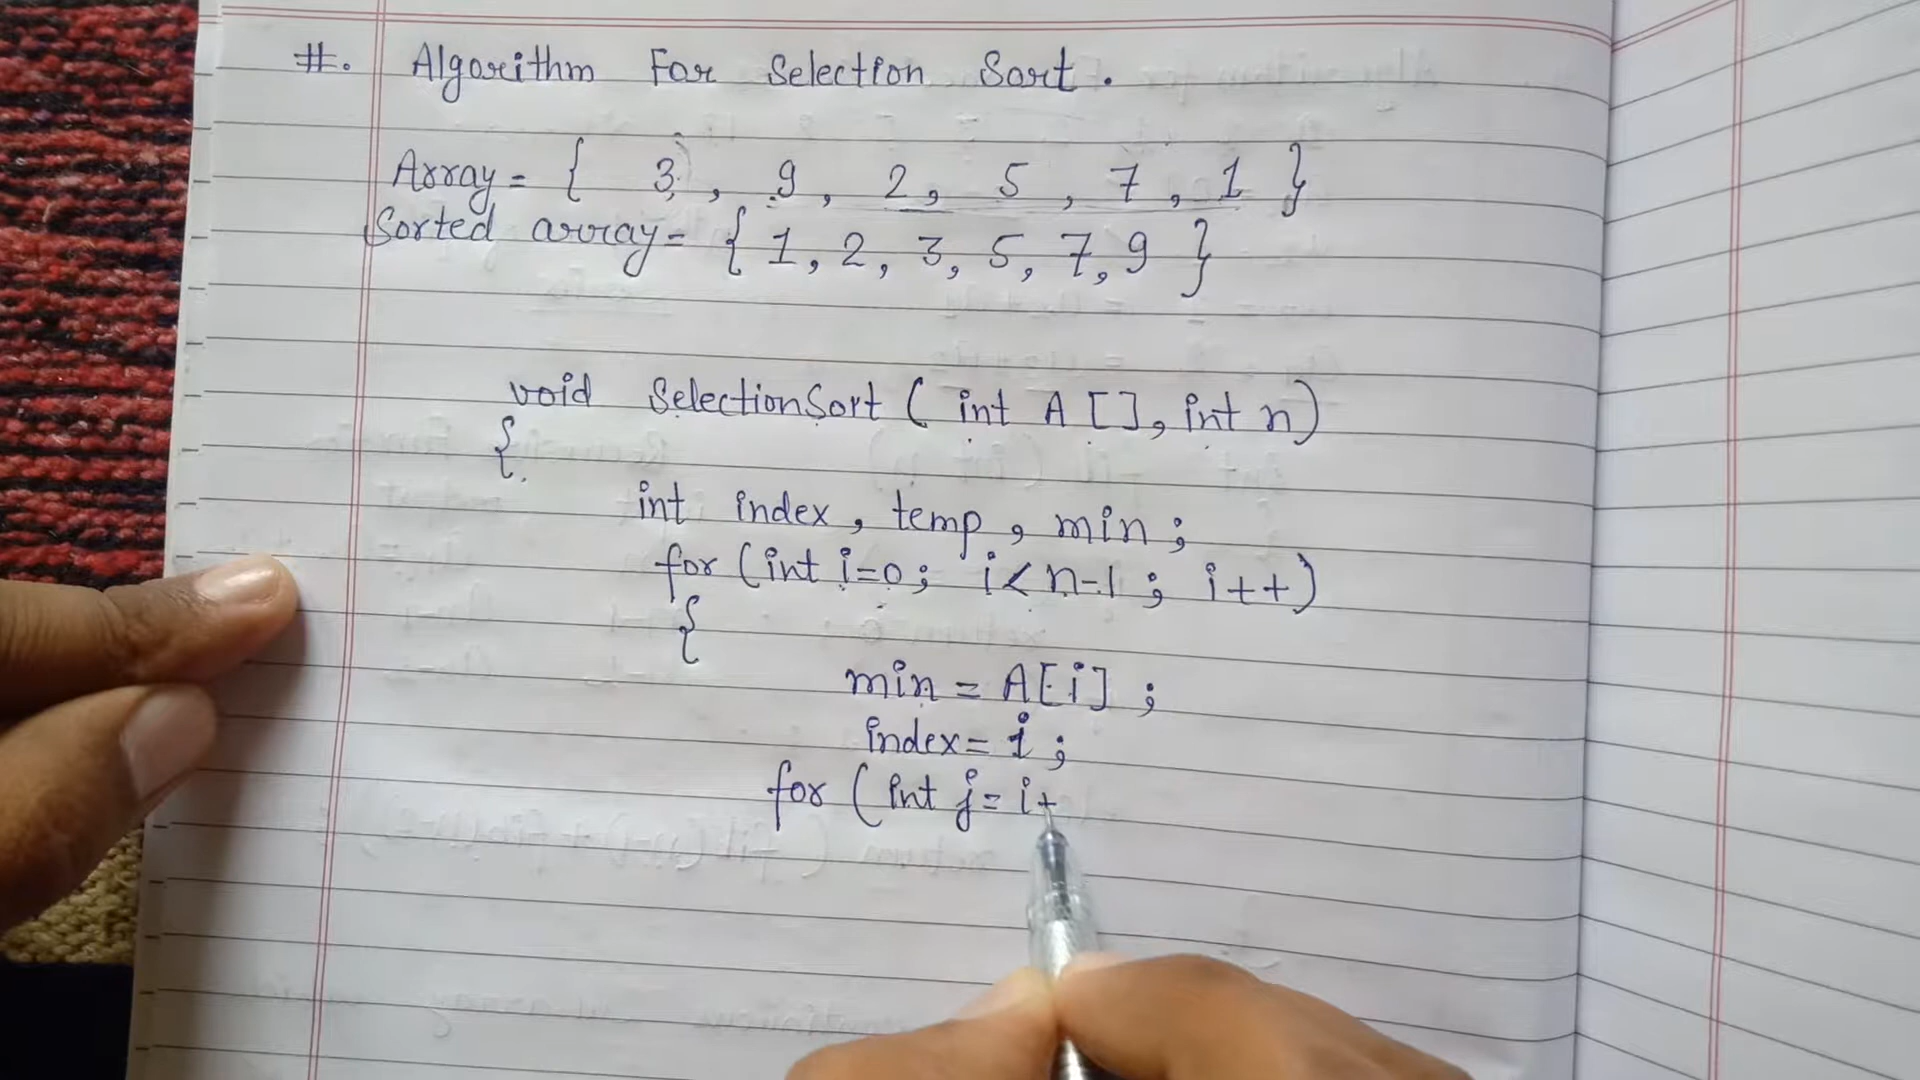 #. Algorithm For Selection Sort.
Array = { 3, 9, 2, 5, 7, 1 }
Sorted array = { 1, 2, 3, 5, 7, 9 }
void SelectionSort ( int A [], int n)
{
int index, temp, min ;
for (int i=0; i< n-1 ; i++)
{
min = A[i] ;
index = i ;
for ( int j= i+